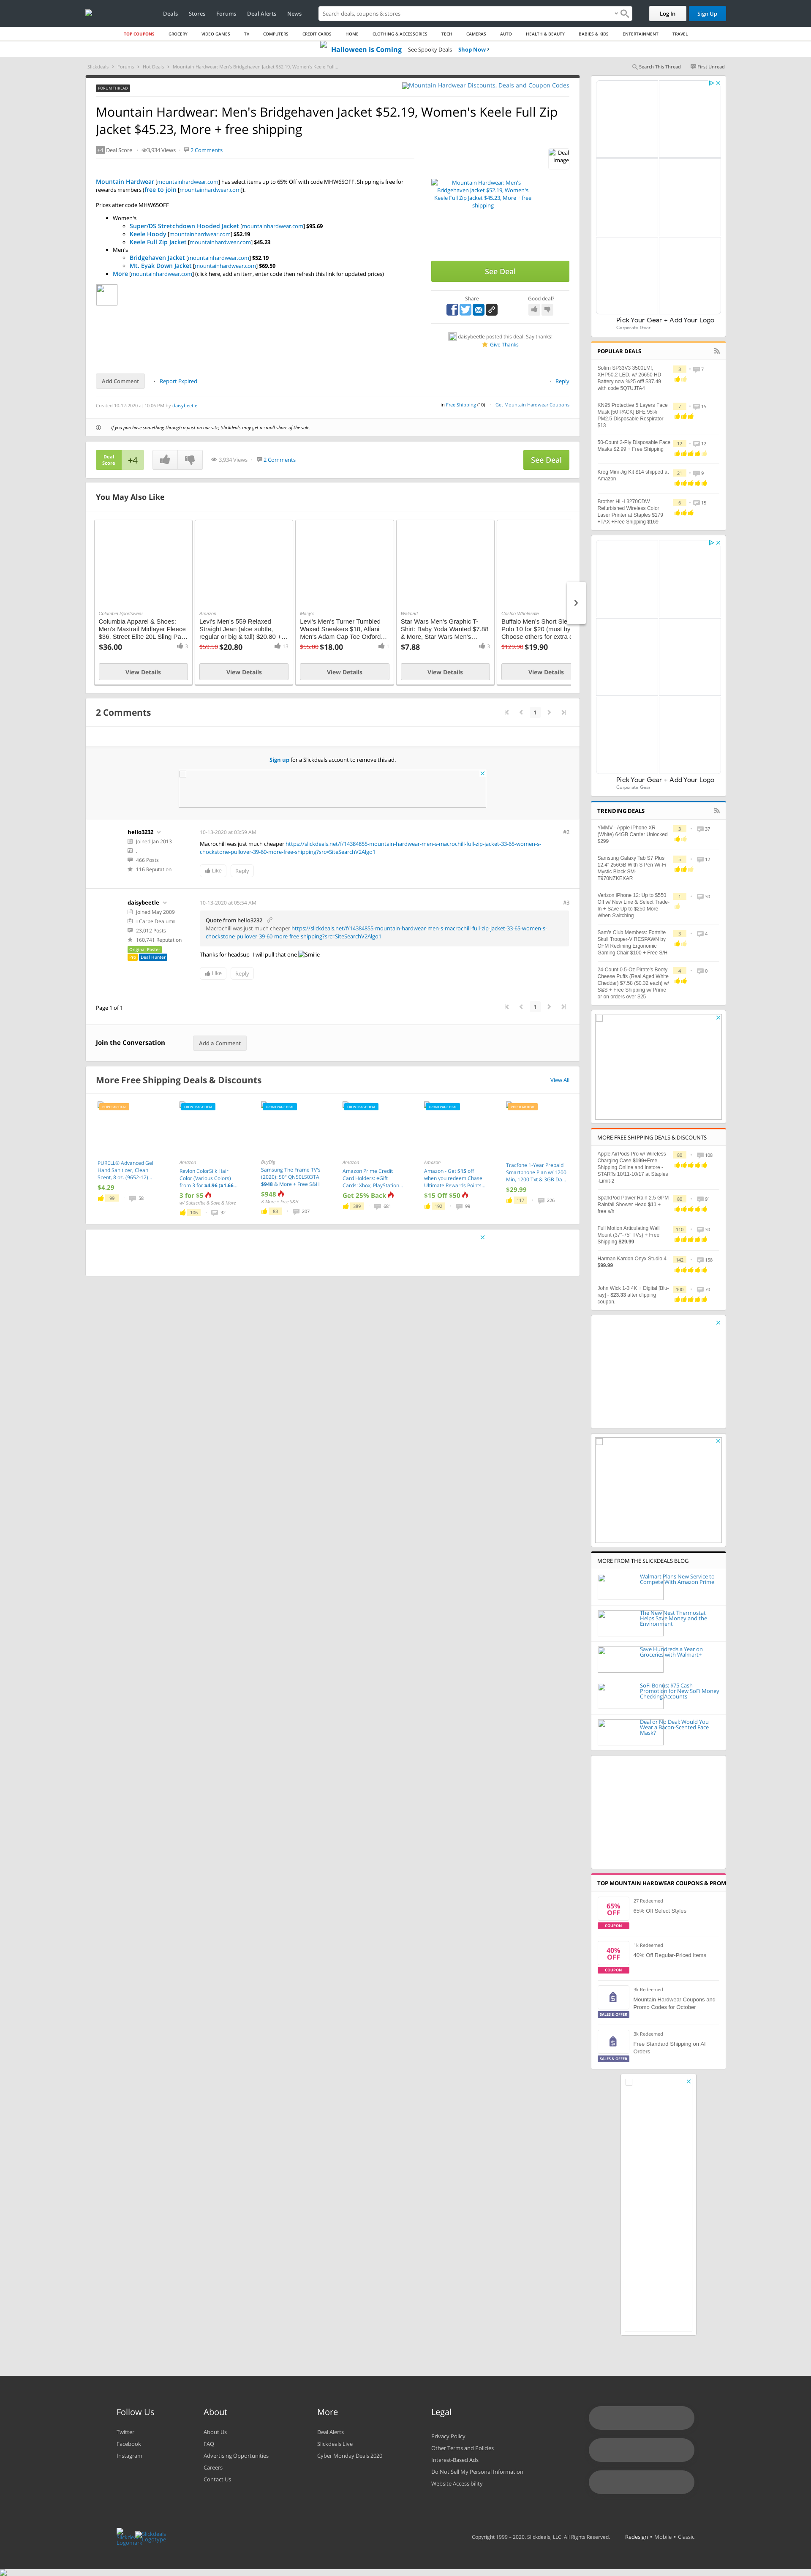 Deals Stores Forums Deal Alerts News Search deals, coupons & stores Log In Sign Up
TOP COUPONS GROCERY VIDEO GAMES TV COMPUTERS CREDIT CARDS HOME CLOTHING & ACCESSORIES TECH CAMERAS AUTO HEALTH & BEAUTY BABIES & KIDS ENTERTAINMENT TRAVEL
Halloween is Coming See Spooky Deals Shop Now ›
Slickdeals › Forums › Hot Deals › Mountain Hardwear: Men's Bridgehaven Jacket $52.19, Women's Keele Full...
Search This Thread First Unread
FORUM THREAD
Mountain Hardwear Discounts, Deals and Coupon Codes
Mountain Hardwear: Men's Bridgehaven Jacket $52.19, Women's Keele Full Zip
Jacket $45.23, More + free shipping
+4 Deal Score 3,934 Views 2 Comments
Deal
Image
Mountain Hardwear [mountainhardwear.com] has select items up to 65% Off with code MHW65OFF. Shipping is free for
rewards members (free to join [mountainhardwear.com]).
Prices after code MHW65OFF
Women's
Super/DS Stretchdown Hooded Jacket [mountainhardwear.com] $95.69
Keele Hoody [mountainhardwear.com] $52.19
Keele Full Zip Jacket [mountainhardwear.com] $45.23
Men's
Bridgehaven Jacket [mountainhardwear.com] $52.19
Mt. Eyak Down Jacket [mountainhardwear.com] $69.59
More [mountainhardwear.com] (click here, add an item, enter code then refresh this link for updated prices)
Mountain Hardwear: Men's
Bridgehaven Jacket $52.19, Women's
Keele Full Zip Jacket $45.23, More + free
shipping
See Deal
Share Good deal?
daisybeetle posted this deal. Say thanks!
Give Thanks
Add Comment Report Expired Reply
Created 10-12-2020 at 10:06 PM by daisybeetle
in Free Shipping (10) Get Mountain Hardwear Coupons
If you purchase something through a post on our site, Slickdeals may get a small share of the sale.
Deal
Score
+4
3,934 Views 2 Comments
See Deal
You May Also Like
Columbia Sportswear
Columbia Apparel & Shoes:
Men's Maxtrail Midlayer Fleece
$36, Street Elite 20L Sling Pa...
$36.00 3
View Details
Amazon
Levi's Men's 559 Relaxed
Straight Jean (aloe subtle,
regular or big & tall) $20.80 +...
$59.50 $20.80 13
View Details
Macy's
Levi's Men's Turner Tumbled
Waxed Sneakers $18, Alfani
Men's Adam Cap Toe Oxford...
$55.00 $18.00 1
View Details
Walmart
Star Wars Men's Graphic T-
Shirt: Baby Yoda Wanted $7.88
& More, Star Wars Men's...
$7.88 3
View Details
Costco Wholesale
Buffalo Men's Short Sle
Polo 10 for $20 (must by
Choose others for extra d
$129.90 $19.90
View Details
2 Comments
1
Sign up for a Slickdeals account to remove this ad.
hello3232
Joined Jan 2013
466 Posts
116 Reputation
10-13-2020 at 03:59 AM #2
Macrochill was just much cheaper https://slickdeals.net/f/14384855-mountain-hardwear-men-s-macrochill-full-zip-jacket-33-65-women-s-
chockstone-pullover-39-60-more-free-shipping?src=SiteSearchV2Algo1
Like Reply
daisybeetle
Joined May 2009
: Carpe Dealumi
23,012 Posts
160,741 Reputation
Original Poster
Pro Deal Hunter
10-13-2020 at 05:54 AM #3
Quote from hello3232
Macrochill was just much cheaper https://slickdeals.net/f/14384855-mountain-hardwear-men-s-macrochill-full-zip-jacket-33-65-women-s-
chockstone-pullover-39-60-more-free-shipping?src=SiteSearchV2Algo1
Thanks for headsup- I will pull that one Smilie
Like Reply
Page 1 of 1
1
Join the Conversation Add a Comment
More Free Shipping Deals & Discounts View All
POPULAR DEAL
PURELL® Advanced Gel
Hand Sanitizer, Clean
Scent, 8 oz. (9652-12)...
$4.29
99 58
FRONTPAGE DEAL
Amazon
Revlon ColorSilk Hair
Color (Various Colors)
from 3 for $4.96 ($1.66...
3 for $5
w/ Subscribe & Save & More
106 32
FRONTPAGE DEAL
BuyDig
Samsung The Frame TV's
(2020): 50" QN50LS03TA
$948 & More + Free S&H
$948
& More + Free S&H
83 207
FRONTPAGE DEAL
Amazon
Amazon Prime Credit
Card Holders: eGift
Cards: Xbox, PlayStation...
Get 25% Back
389 681
FRONTPAGE DEAL
Amazon
Amazon - Get $15 off
when you redeem Chase
Ultimate Rewards Points...
$15 Off $50
192 99
POPULAR DEAL
Tracfone 1-Year Prepaid
Smartphone Plan w/ 1200
Min, 1200 Txt & 3GB Da...
$29.99
117 226
Pick Your Gear + Add Your Logo
Corporate Gear
POPULAR DEALS
Sofirn SP33V3 3500LM!,
XHP50.2 LED, w/ 26650 HD
Battery now %25 off! $37.49
with code 5QTUJTA4
3 7
KN95 Protective 5 Layers Face
Mask [50 PACK] BFE 95%
PM2.5 Disposable Respirator
$13
7 15
50-Count 3-Ply Disposable Face
Masks $2.99 + Free Shipping
12 12
Kreg Mini Jig Kit $14 shipped at
Amazon
21 9
Brother HL-L3270CDW
Refurbished Wireless Color
Laser Printer at Staples $179
+TAX +Free Shipping $169
6 15
Pick Your Gear + Add Your Logo
Corporate Gear
TRENDING DEALS
YMMV - Apple iPhone XR
(White) 64GB Carrier Unlocked
$299
3 37
Samsung Galaxy Tab S7 Plus
12.4" 256GB With S Pen Wi-Fi
Mystic Black SM-
T970NZKEXAR
5 12
Verizon iPhone 12: Up to $550
Off w/ New Line & Select Trade-
In + Save Up to $250 More
When Switching
1 30
Sam's Club Members: Fortnite
Skull Trooper-V RESPAWN by
OFM Reclining Ergonomic
Gaming Chair $100 + Free S/H
3 4
24-Count 0.5-Oz Pirate's Booty
Cheese Puffs (Real Aged White
Cheddar) $7.58 ($0.32 each) w/
S&S + Free Shipping w/ Prime
or on orders over $25
4 0
MORE FREE SHIPPING DEALS & DISCOUNTS
Apple AirPods Pro w/ Wireless
Charging Case $199+Free
Shipping Online and Instore -
STARTs 10/11-10/17 at Staples
-Limit-2
80 108
SparkPod Power Rain 2.5 GPM
Rainfall Shower Head $11 +
free s/h
80 91
Full Motion Articulating Wall
Mount (37"-75" TVs) + Free
Shipping $29.99
110 30
Harman Kardon Onyx Studio 4
$99.99
142 108
John Wick 1-3 4K + Digital [Blu-
ray] - $23.33 after clipping
coupon.
100 70
MORE FROM THE SLICKDEALS BLOG
Walmart Plans New Service to
Compete With Amazon Prime
The New Nest Thermostat
Helps Save Money and the
Environment
Save Hundreds a Year on
Groceries with Walmart+
SoFi Bonus: $75 Cash
Promotion for New SoFi Money
Checking Accounts
Deal or No Deal: Would You
Wear a Bacon-Scented Face
Mask?
TOP MOUNTAIN HARDWEAR COUPONS & PROM
65%
OFF
COUPON
27 Redeemed
65% Off Select Styles
40%
OFF
COUPON
1k Redeemed
40% Off Regular-Priced Items
SALES & OFFER
3k Redeemed
Mountain Hardwear Coupons and
Promo Codes for October
SALES & OFFER
3k Redeemed
Free Standard Shipping on All
Orders
Follow Us
Twitter
Facebook
Instagram
About
About Us
FAQ
Advertising Opportunities
Careers
Contact Us
More
Deal Alerts
Slickdeals Live
Cyber Monday Deals 2020
Legal
Privacy Policy
Other Terms and Policies
Interest-Based Ads
Do Not Sell My Personal Information
Website Accessibility
Slickdeals
Logomark
Slickdeals
Logotype
Copyright 1999 - 2020. Slickdeals, LLC. All Rights Reserved. Redesign • Mobile • Classic